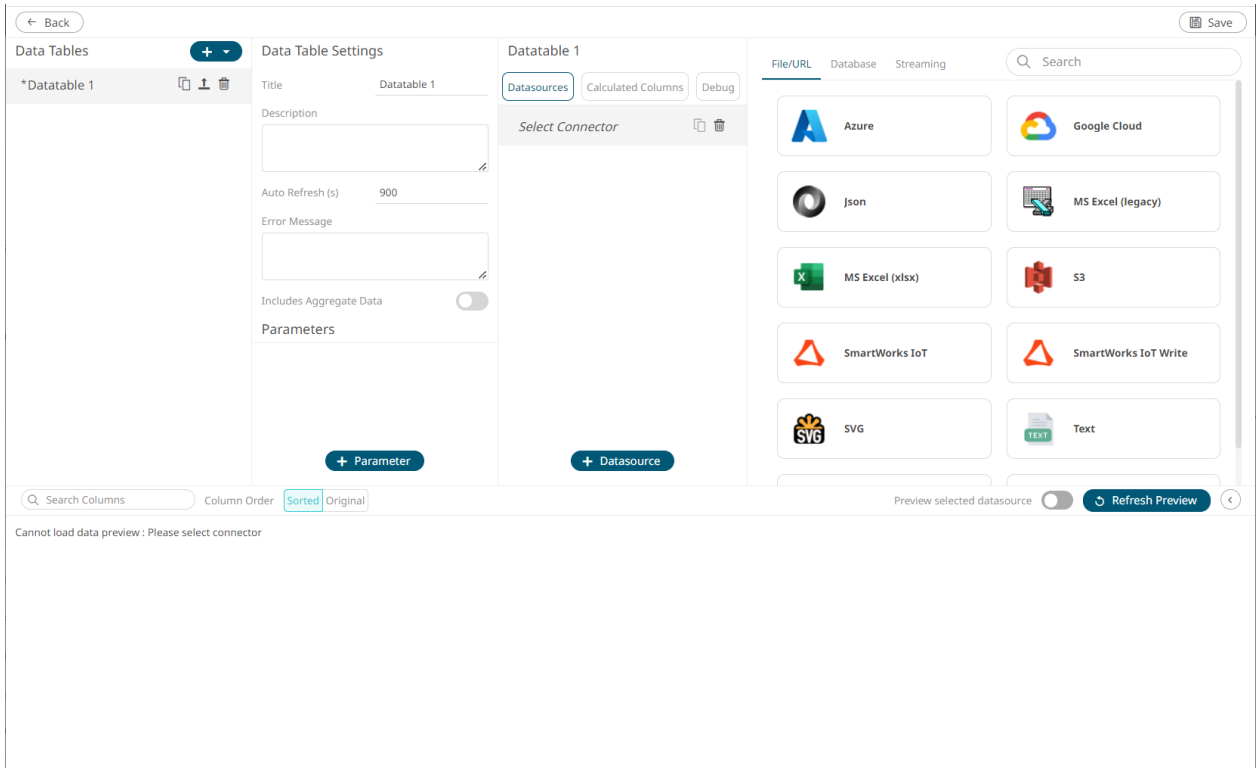 Back
Save
Data Tables
*Datatable 1
Data Table Settings
Title
Datatable 1
Description
Auto Refresh (s)
900
Error Message
Includes Aggregate Data
Parameters
Parameter
Datatable 1
Datasources
Calculated Columns
Debug
Select Connector
Datasource
File/URL
Database
Streaming
Search
Azure
Google Cloud
Json
MS Excel (legacy)
MS Excel (xlsx)
S3
SmartWorks IoT
SmartWorks IoT Write
SVG
SVG
TEXT
Text
Search Columns
Column Order
Sorted
Original
Preview selected datasource
Refresh Preview
Cannot load data preview : Please select connector